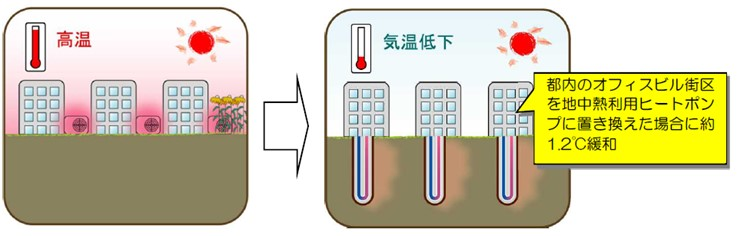 高温
気温低下
都内のオフィスビル街区
を地中熱利用ヒートポン
プに置き換えた場合に約
1.2℃緩和